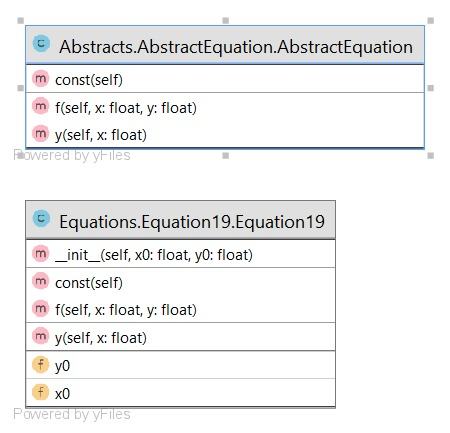 c Abstracts.AbstractEquation.AbstractEquation
m const(self)
m f(self, x: float, y: float)
m y(self, x: float)
Powered by yFiles
c Equations.Equation19.Equation19
m __init__(self, x0: float, y0: float)
m const(self)
m f(self, x: float, y: float)
m y(self, x: float)
f y0
f x0
Powered by yFiles